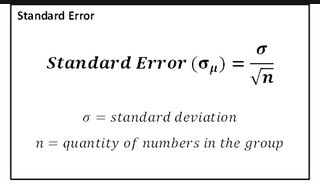 Standard Error
Standard Error (σμ) = σ / √n
σ = standard deviation
n = quantity of numbers in the group